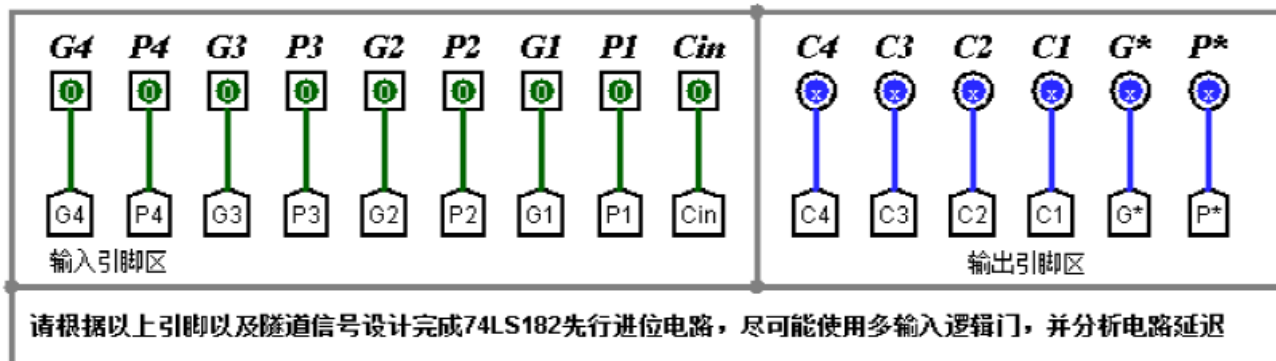 G4 P4 G3 P3 G2 P2 G1 P1 Cin C4 C3 C2 C1 G* P*
0 0 0 0 0 0 0 0 0 x x x x x x
G4 P4 G3 P3 G2 P2 G1 P1 Cin C4 C3 C2 C1 G* P*
输入引脚区 输出引脚区
请根据以上引脚以及隧道信号设计完成74LS182先行进位电路，尽可能使用多输入逻辑门，并分析电路延迟